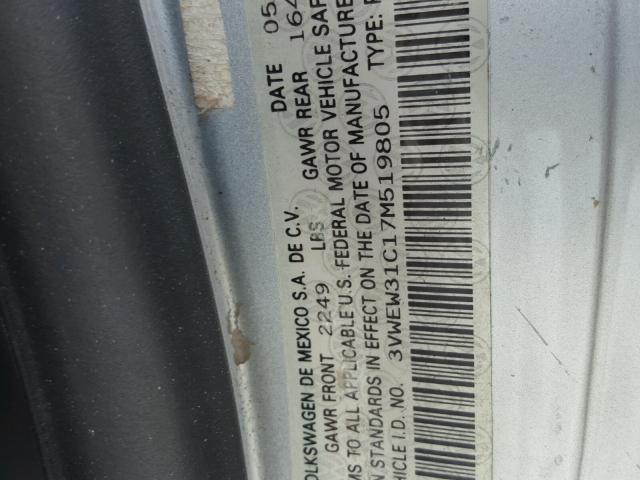 OLKSWAGEN DE MEXICO S.A. DE C.V. DATE 05
GAWR FRONT 2249 LBS GAWR REAR 164
MS TO ALL APPLICABLE U.S. FEDERAL MOTOR VEHICLE SAF
N STANDARDS IN EFFECT ON THE DATE OF MANUFACTURE
EHICLE I.D. NO. 3VWEW31C17M519805 TYPE: P